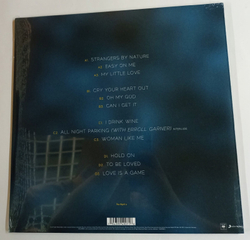 STRANGERS BY NATURE
EASY ON ME
MY LITTLE LOVE
CRY YOUR HEART OUT
OH MY GOD
CAN I GET IT
I DRINK WINE
ALL NIGHT PARKING (WITH ERROLL GARNER)
WOMAN LIKE ME
HOLD ON
TO BE LOVED
LOVE IS A GAME